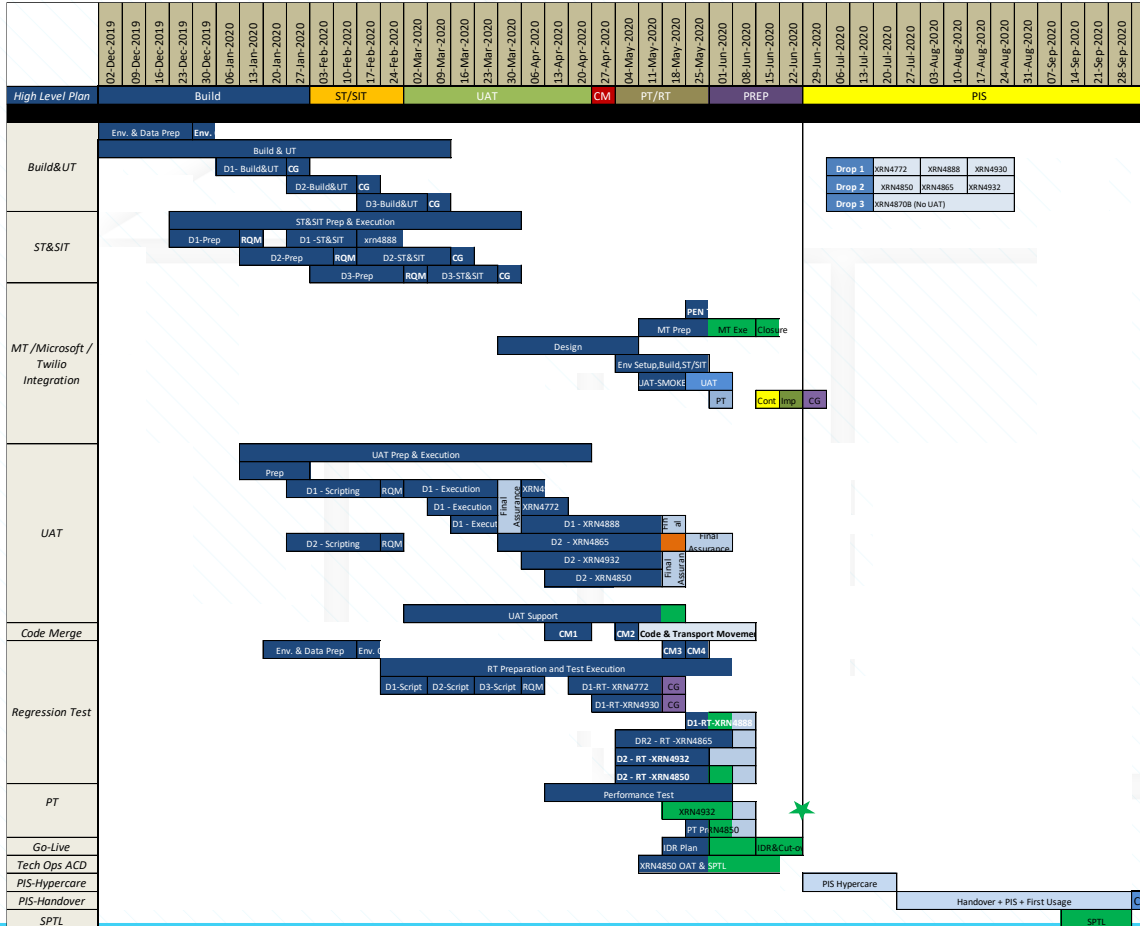 02-Dec-2019 09-Dec-2019 16-Dec-2019 23-Dec-2019 30-Dec-2019 06-Jan-2020 13-Jan-2020 20-Jan-2020 27-Jan-2020 03-Feb-2020 10-Feb-2020 17-Feb-2020 24-Feb-2020 02-Mar-2020 09-Mar-2020 16-Mar-2020 23-Mar-2020 30-Mar-2020 06-Apr-2020 13-Apr-2020 20-Apr-2020 27-Apr-2020 04-May-2020 11-May-2020 18-May-2020 25-May-2020 01-Jun-2020 08-Jun-2020 15-Jun-2020 22-Jun-2020 29-Jun-2020 06-Jul-2020 13-Jul-2020 20-Jul-2020 27-Jul-2020 03-Aug-2020 10-Aug-2020 17-Aug-2020 24-Aug-2020 31-Aug-2020 07-Sep-2020 14-Sep-2020 21-Sep-2020 28-Sep-2020
High Level Plan Build ST/SIT UAT CM PT/RT PREP PIS
Build&UT
Env. & Data Prep Env.
Build & UT
D1- Build&UT CG
D2-Build&UT CG
D3-Build&UT CG
Drop 1 XRN4772 XRN4888 XRN4930
Drop 2 XRN4850 XRN4865 XRN4932
Drop 3 XRN4870B (No UAT)
ST&SIT
ST&SIT Prep & Execution
D1-Prep RQM D1 -ST&SIT xrn4888
D2-Prep RQM D2-ST&SIT CG
D3-Prep RQM D3-ST&SIT CG
MT /Microsoft /
Twilio
Integration
PEN
MT Prep MT Exe Closure
Design
Env Setup,Build,ST/SIT
UAT-SMOKE UAT
PT Cont Imp CG
UAT
UAT Prep & Execution
Prep
D1 - Scripting RQM D1 - Execution Final Assurance XRN4
D1 - Execution XRN4772
D1 - Execut D1 - XRN4888 Fin al
D2 - Scripting RQM D2 - XRN4865 Final Assurance
D2 - XRN4932 Final Assuran
D2 - XRN4850
UAT Support
Code Merge CM1 CM2 Code & Transport Movemen
Regression Test
Env. & Data Prep Env. CM3 CM4
RT Preparation and Test Execution
D1-Script D2-Script D3-Script RQM D1-RT- XRN4772 CG
D1-RT-XRN4930 CG
D1-RT-XRN4888
DR2 - RT -XRN4865
D2 - RT -XRN4932
D2 - RT -XRN4850
PT
Performance Test
XRN4932
PT Pr RN4850
Go-Live IDR Plan IDR&Cut-ov
Tech Ops ACD XRN4850 OAT & SPTL
PIS-Hypercare PIS Hypercare
PIS-Handover Handover + PIS + First Usage C
SPTL SPTL